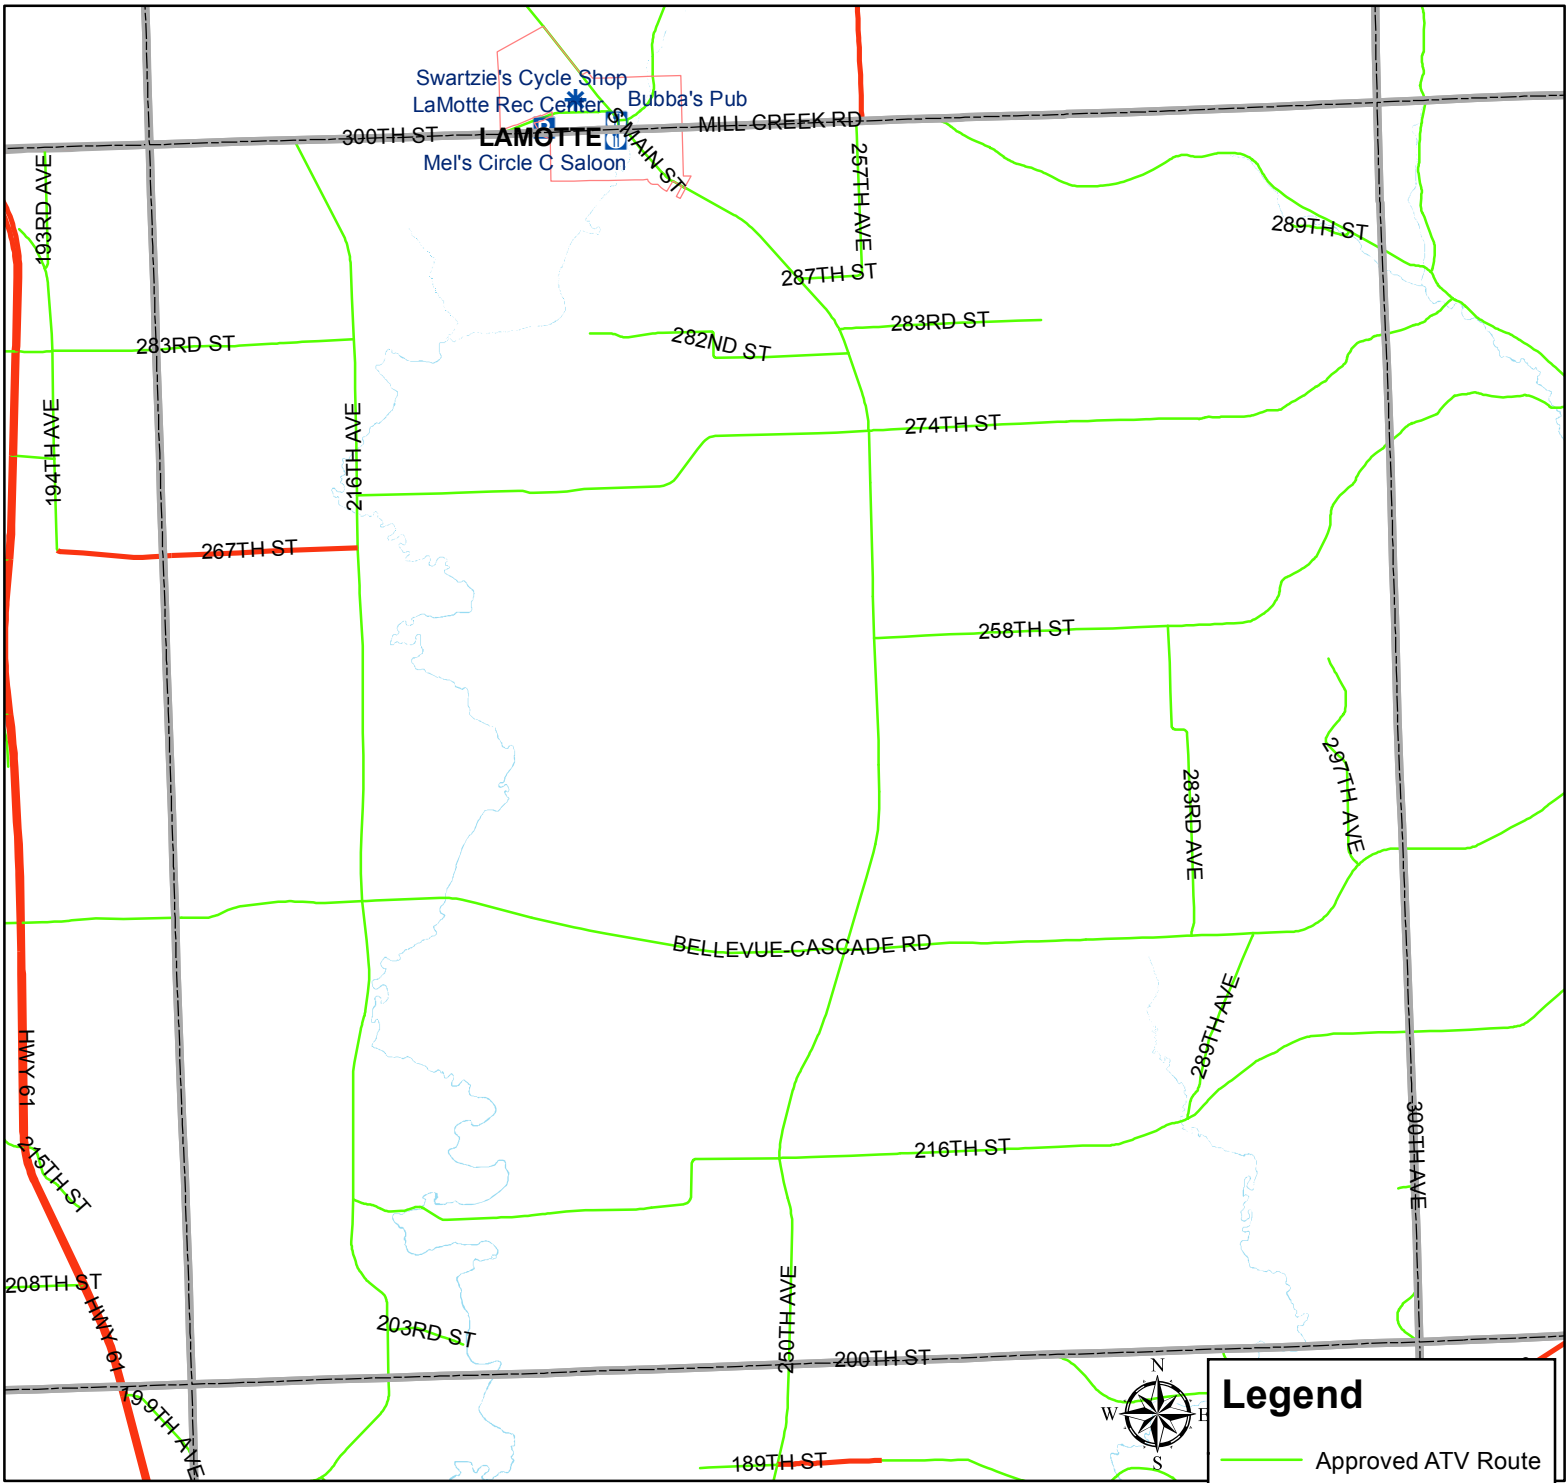 Swartzie's Cycle Shop
LaMotte Rec Center
Bubba's Pub
300TH ST
LAMOTTE
S MAIN ST
MILL CREEK RD
Mel's Circle C Saloon
193RD AVE
257TH AVE
289TH ST
287TH ST
283RD ST
283RD ST
282ND ST
194TH AVE
216TH AVE
274TH ST
267TH ST
258TH ST
283RD AVE
297TH AVE
BELLEVUE-CASCADE RD
289TH AVE
HWY 61
215TH ST
216TH ST
300TH AVE
208TH ST
HWY 61
203RD ST
250TH AVE
200TH ST
199TH AVE
189TH ST
N
W E
S
Legend
Approved ATV Route